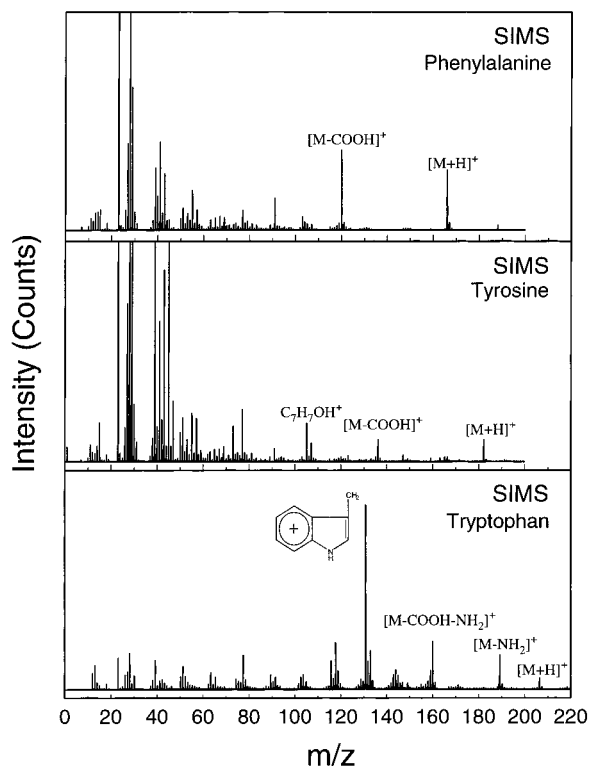 SIMS
Phenylalanine
[M-COOH]⁺
[M+H]⁺
SIMS
Tyrosine
C₇H₇OH⁺
[M-COOH]⁺
[M+H]⁺
SIMS
Tryptophan
CH₂
+
N
H
[M-COOH-NH₂]⁺
[M-NH₂]⁺
[M+H]⁺
Intensity (Counts)
0 20 40 60 80 100 120 140 160 180 200 220
m/z